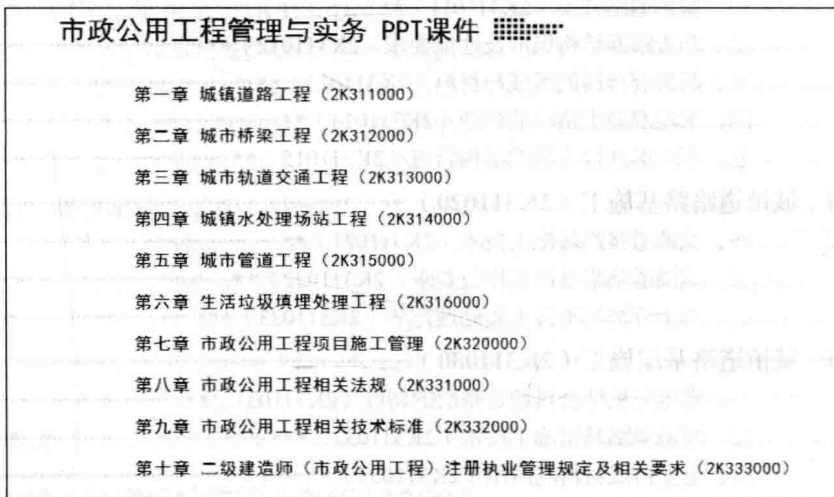 市政公用工程管理与实务 PPT课件
第一章 城镇道路工程（2K311000）
第二章 城市桥梁工程（2K312000）
第三章 城市轨道交通工程（2K313000）
第四章 城镇水处理场站工程（2K314000）
第五章 城市管道工程（2K315000）
第六章 生活垃圾填埋处理工程（2K316000）
第七章 市政公用工程项目施工管理（2K320000）
第八章 市政公用工程相关法规（2K331000）
第九章 市政公用工程相关技术标准（2K332000）
第十章 二级建造师（市政公用工程）注册执业管理规定及相关要求（2K333000）